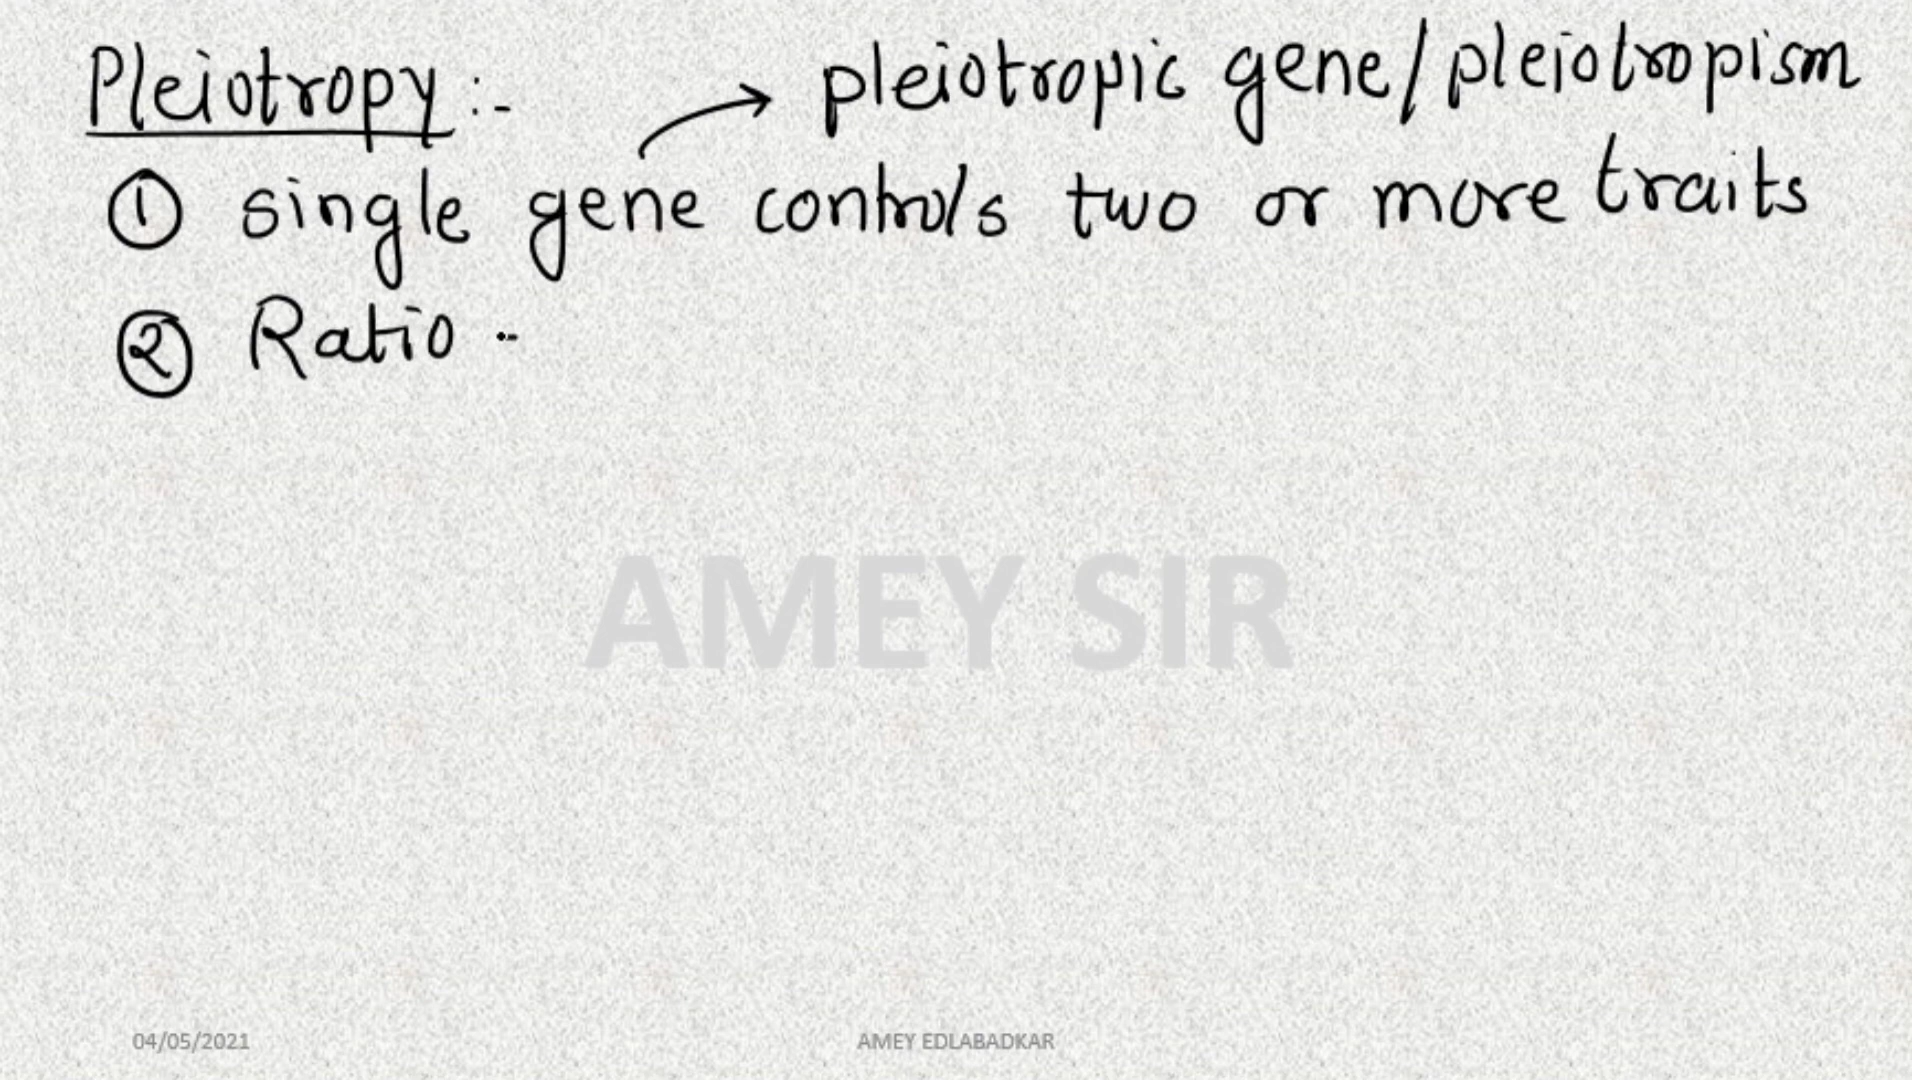 Pleiotropy :-
pleiotropic gene/pleiotropism
① single gene controls two or more traits
② Ratio :-
AMEY SIR
04/05/2021
AMEY EDLABADKAR